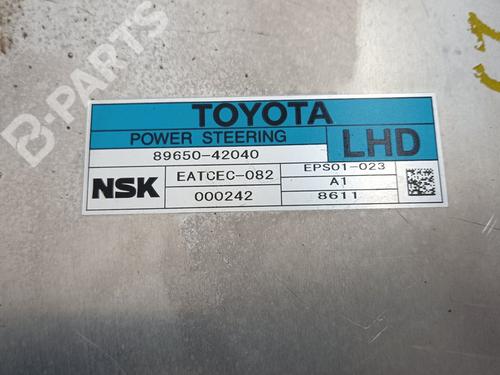 B-PARTS
TOYOTA
POWER STEERING
LHD
89650-42040
NSK
EATCEC-082
EPS01-023
A1
000242
8611